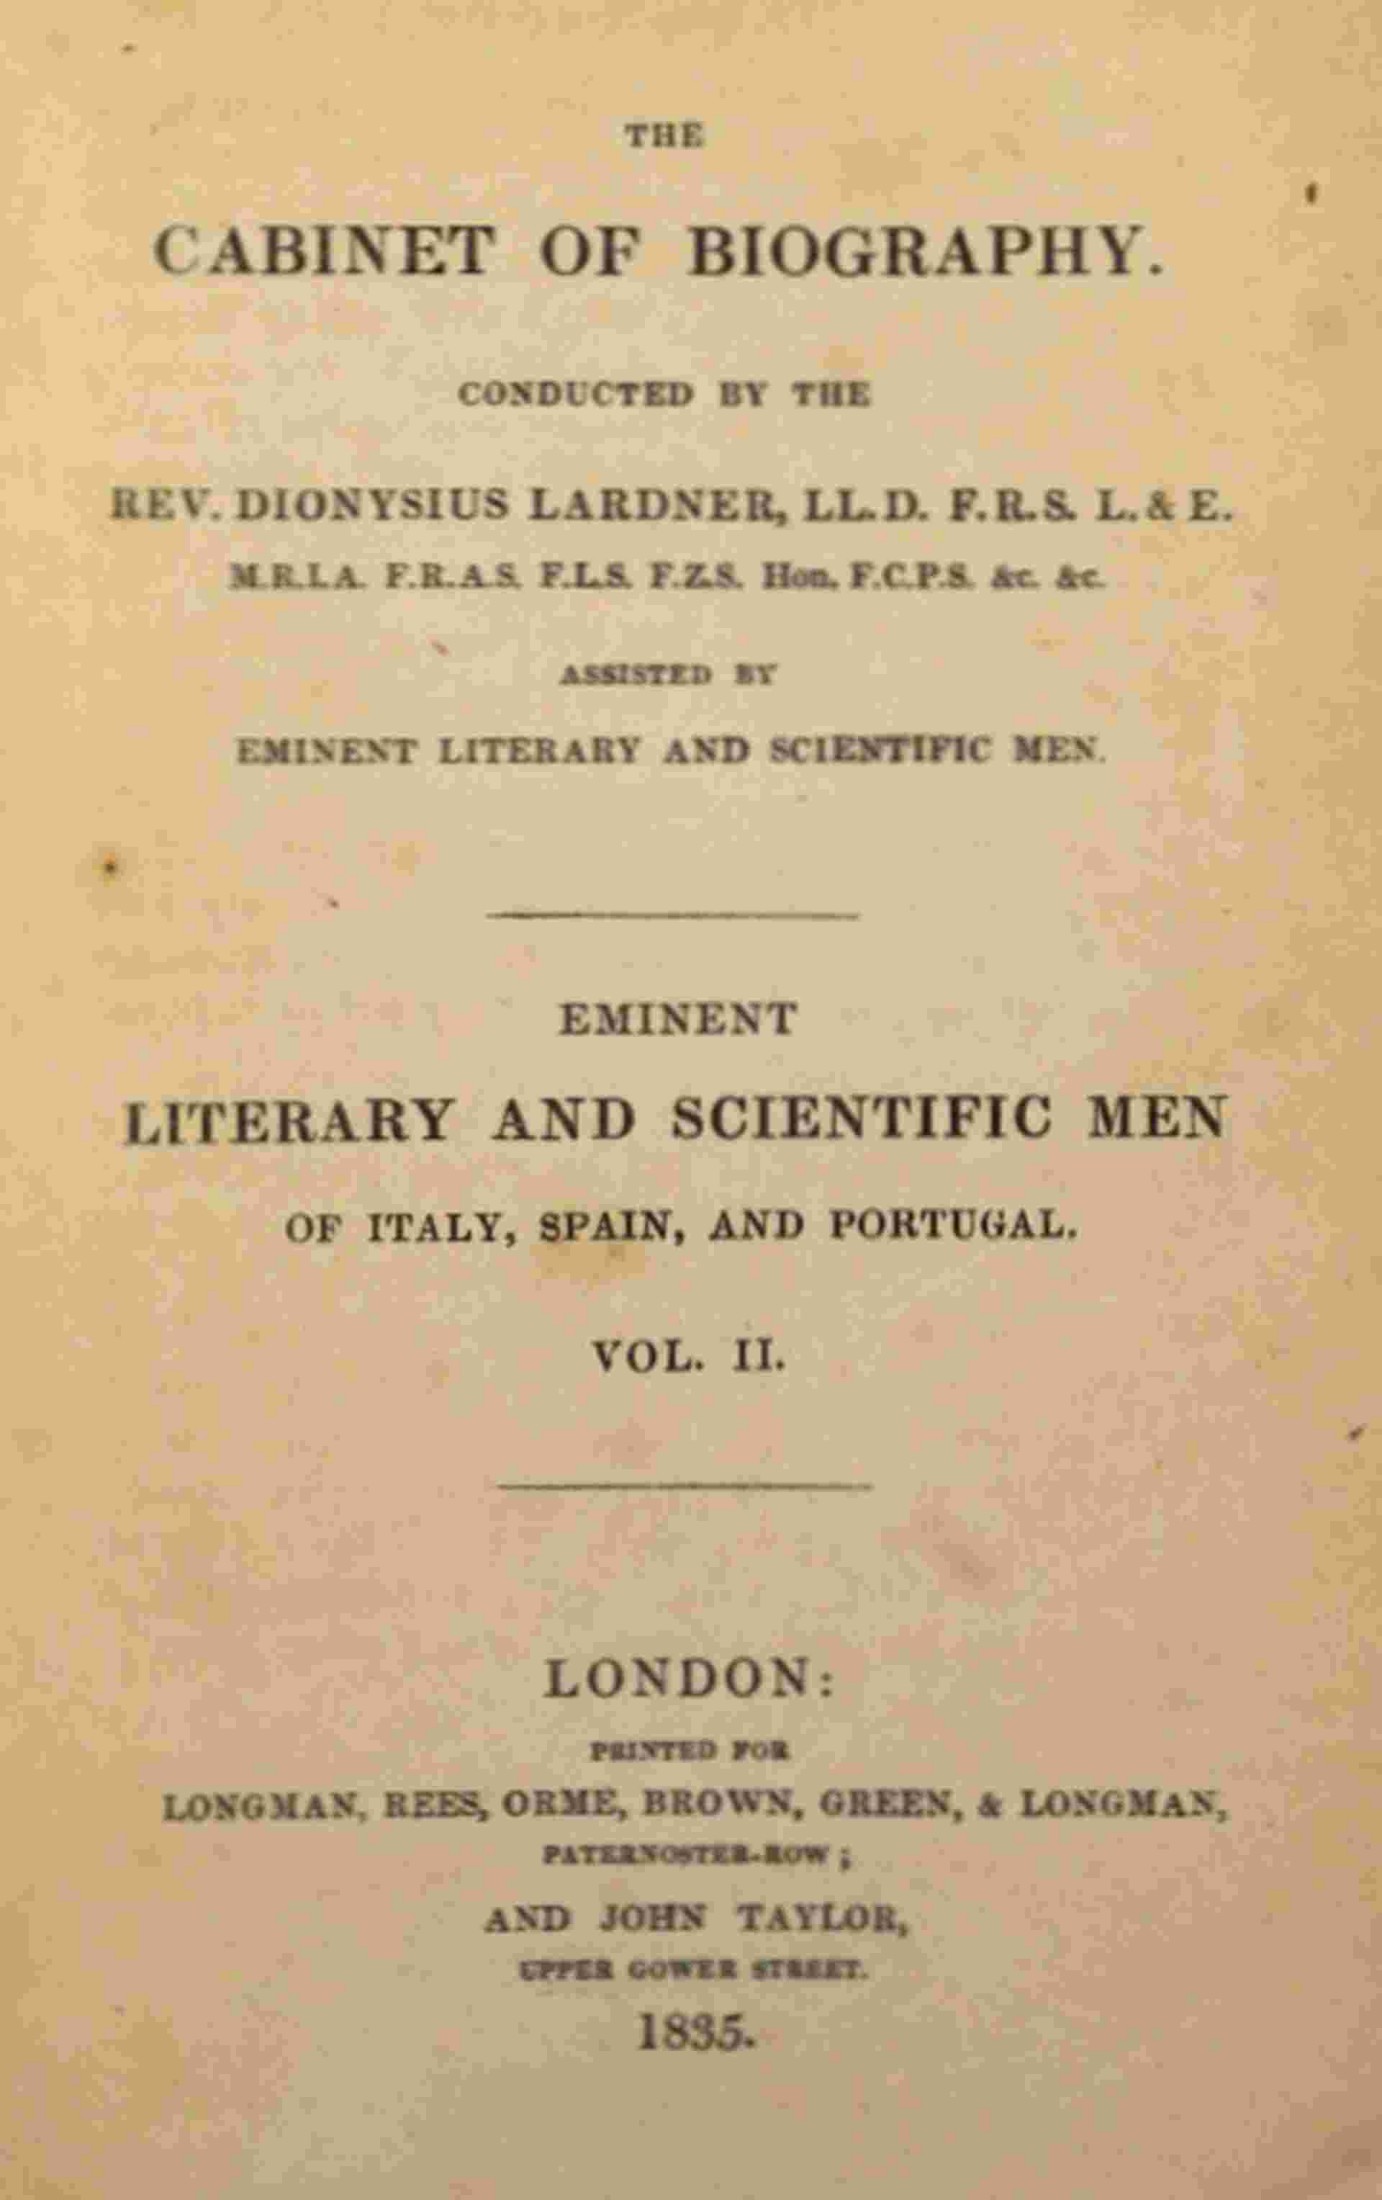 THE
CABINET OF BIOGRAPHY.
CONDUCTED BY THE
REV. DIONYSIUS LARDNER, LL.D. F.R.S. L. & E.
M.R.I.A. F.R.A.S. F.L.S. F.Z.S. Hon. F.C.P.S. &c. &c.
ASSISTED BY
EMINENT LITERARY AND SCIENTIFIC MEN.
EMINENT
LITERARY AND SCIENTIFIC MEN
OF ITALY, SPAIN, AND PORTUGAL.
VOL. II.
LONDON:
PRINTED FOR
LONGMAN, REES, ORME, BROWN, GREEN, & LONGMAN,
PATERNOSTER-ROW;
AND JOHN TAYLOR,
UPPER GOWER STREET.
1835.